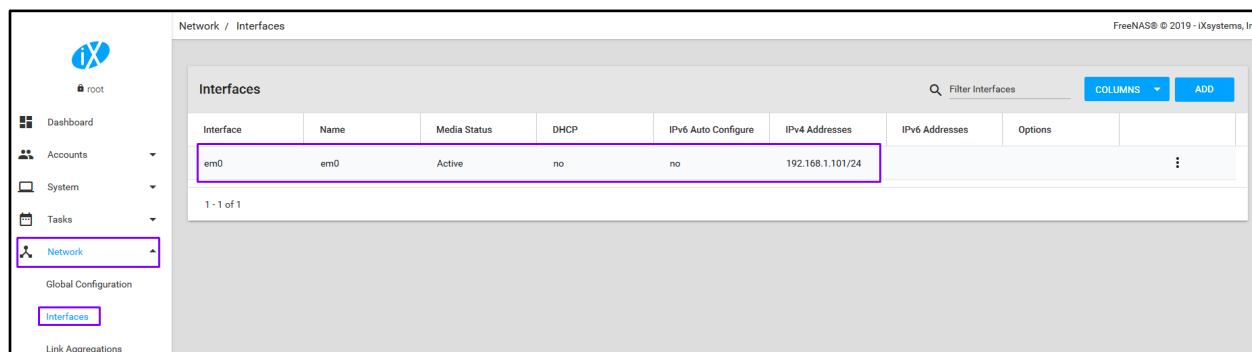 Network / Interfaces
FreeNAS® © 2019 - iXsystems, In
iX
root
Dashboard
Accounts
System
Tasks
Network
Global Configuration
Interfaces
Link Aggregations
Interfaces
Filter Interfaces
COLUMNS
ADD
Interface Name Media Status DHCP IPv6 Auto Configure IPv4 Addresses IPv6 Addresses Options
em0 em0 Active no no 192.168.1.101/24
1 - 1 of 1